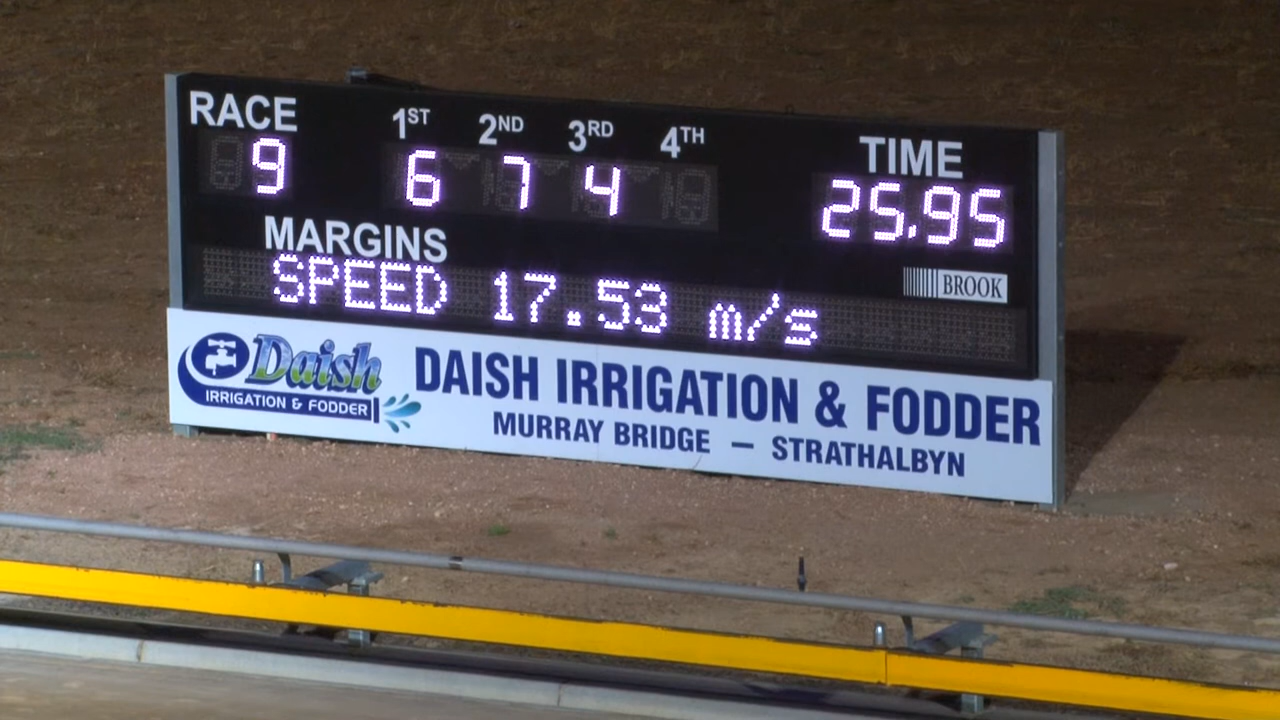 RACE 1ST 2ND 3RD 4TH TIME
9 6 7 4 25.95
MARGINS
SPEED 17.53 m/s
BROOK
Daish
IRRIGATION & FODDER
DAISH IRRIGATION & FODDER
MURRAY BRIDGE – STRATHALBYN